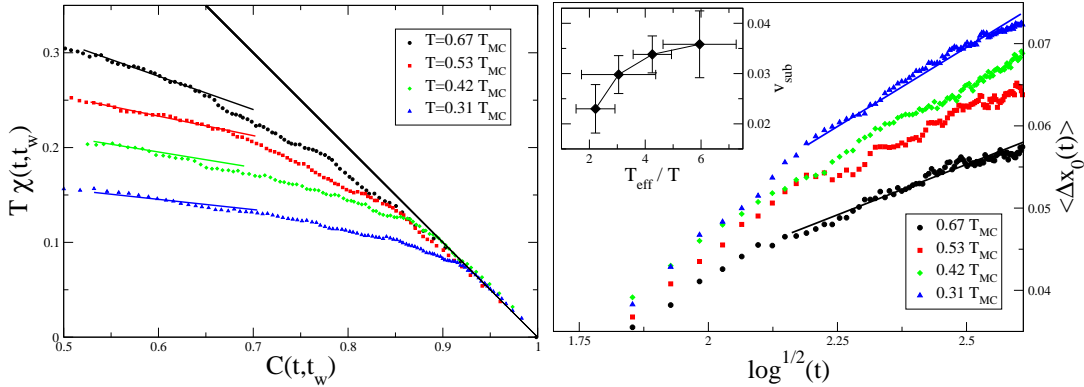 T χ(t,t_w)
0.3
0.2
0.1
0
0.5
0.6
0.7
0.8
0.9
1
C(t,t_w)
T=0.67 T_MC
T=0.53 T_MC
T=0.42 T_MC
T=0.31 T_MC
0.04
0.03
0.02
v_sub
2
4
6
T_eff / T
0.07
0.06
0.05
0.04
<Δx_0(t)>
0.67 T_MC
0.53 T_MC
0.42 T_MC
0.31 T_MC
1.75
2
2.25
2.5
log^1/2(t)